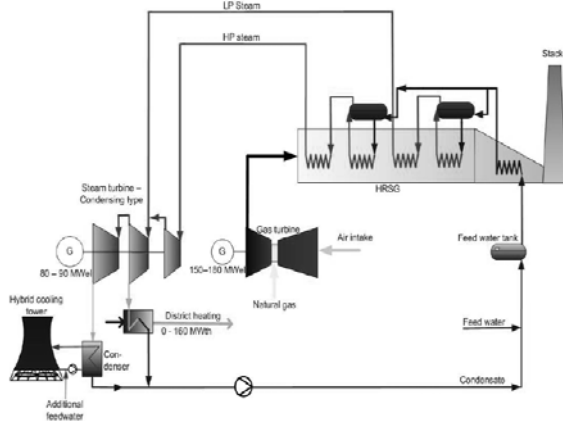 LP Steam
HP steam
Stack
HRSG
Steam turbine –
Condensing type
Gas turbine
Air intake
Feed water tank
G
G
80 – 90 MWel
150–160 MWel
Natural gas
Hybrid cooling
tower
District heating
0 - 160 MWth
Feed water
Con-
denser
Condensate
Additional
feedwater